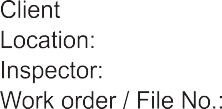 Client
Location:
Inspector:
Work order / File No.: